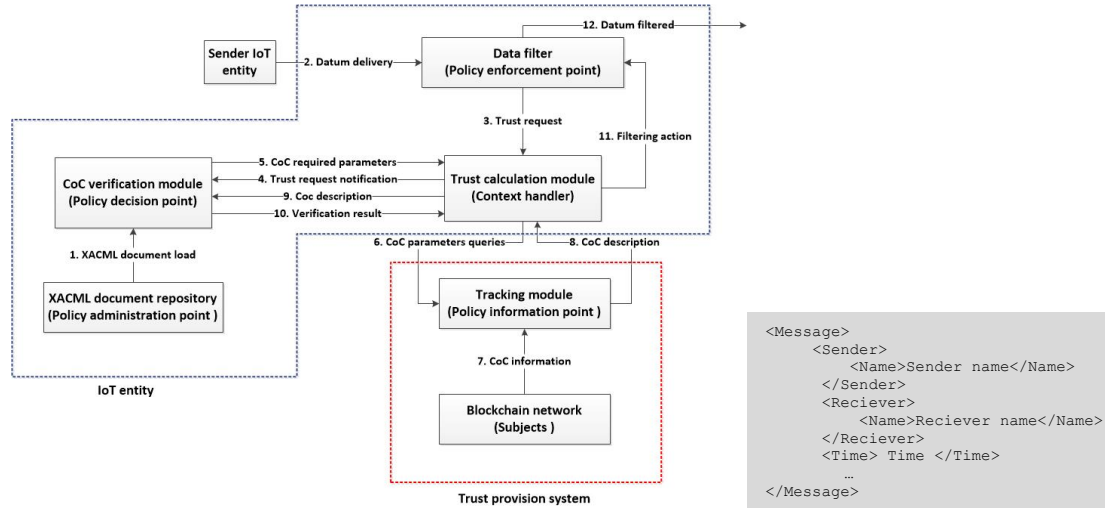 12. Datum filtered
Sender IoT
entity
2. Datum delivery
Data filter
(Policy enforcement point)
3. Trust request
11. Filtering action
5. CoC required parameters
4. Trust request notification
9. Coc description
10. Verification result
CoC verification module
(Policy decision point)
Trust calculation module
(Context handler)
6. CoC parameters queries
8. CoC description
1. XACML document load
XACML document repository
(Policy administration point )
Tracking module
(Policy information point )
7. CoC information
IoT entity
Blockchain network
(Subjects )
Trust provision system
<Message>
<Sender>
<Name>Sender name</Name>
</Sender>
<Reciever>
<Name>Reciever name</Name>
</Reciever>
<Time> Time </Time>
…
</Message>